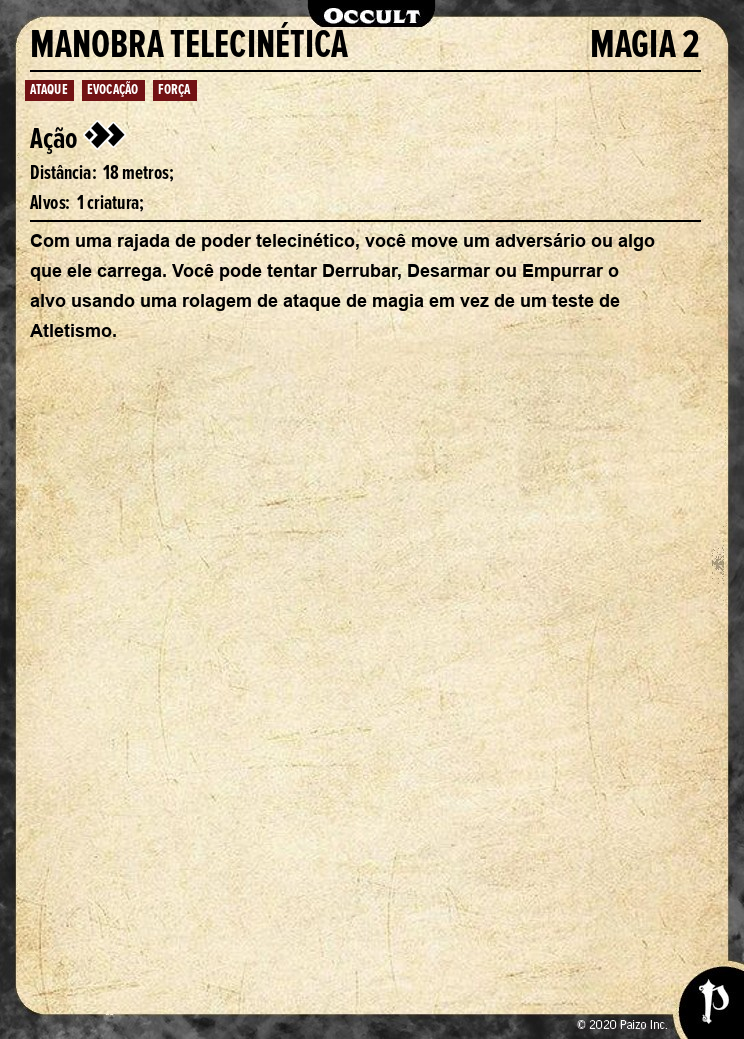 Occult
MANOBRA TELECINÉTICA MAGIA 2
ATAQUE EVOCAÇÃO FORÇA
Ação
Distância: 18 metros;
Alvos: 1 criatura;
Com uma rajada de poder telecinético, você move um adversário ou algo
que ele carrega. Você pode tentar Derrubar, Desarmar ou Empurrar o
alvo usando uma rolagem de ataque de magia em vez de um teste de
Atletismo.
© 2020 Paizo Inc.
P